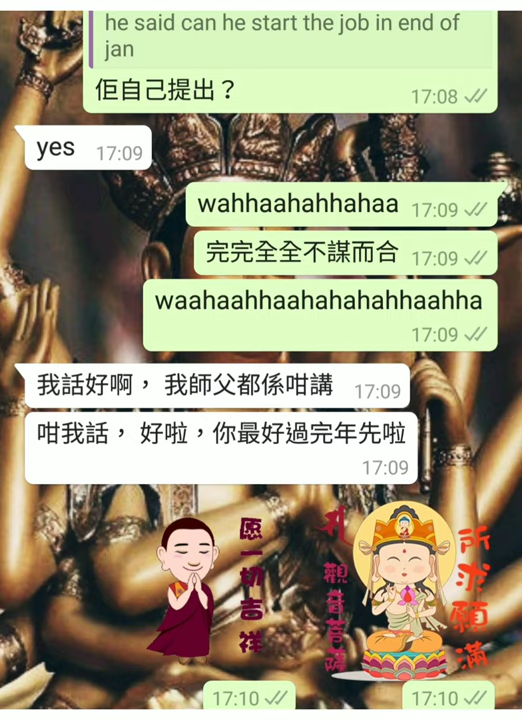 he said can he start the job in end of
jan
佢自己提出？
17:08
yes
17:09
wahhaahahhahaa
17:09
完完全全不謀而合
17:09
waahaahhaahahahahhaahha
17:09
我話好啊， 我師父都係咁講
17:09
咁我話， 好啦，你最好過完年先啦
17:09
愿一切吉祥
觀音菩薩
所求願滿
17:10
17:10